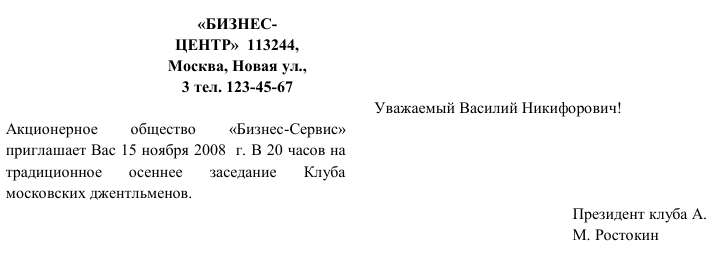 «БИЗНЕС-
ЦЕНТР» 113244,
Москва, Новая ул.,
3 тел. 123-45-67
Уважаемый Василий Никифорович!
Акционерное общество «Бизнес-Сервис»
приглашает Вас 15 ноября 2008 г. В 20 часов на
традиционное осеннее заседание Клуба
московских джентльменов.
Президент клуба А.
М. Ростокин